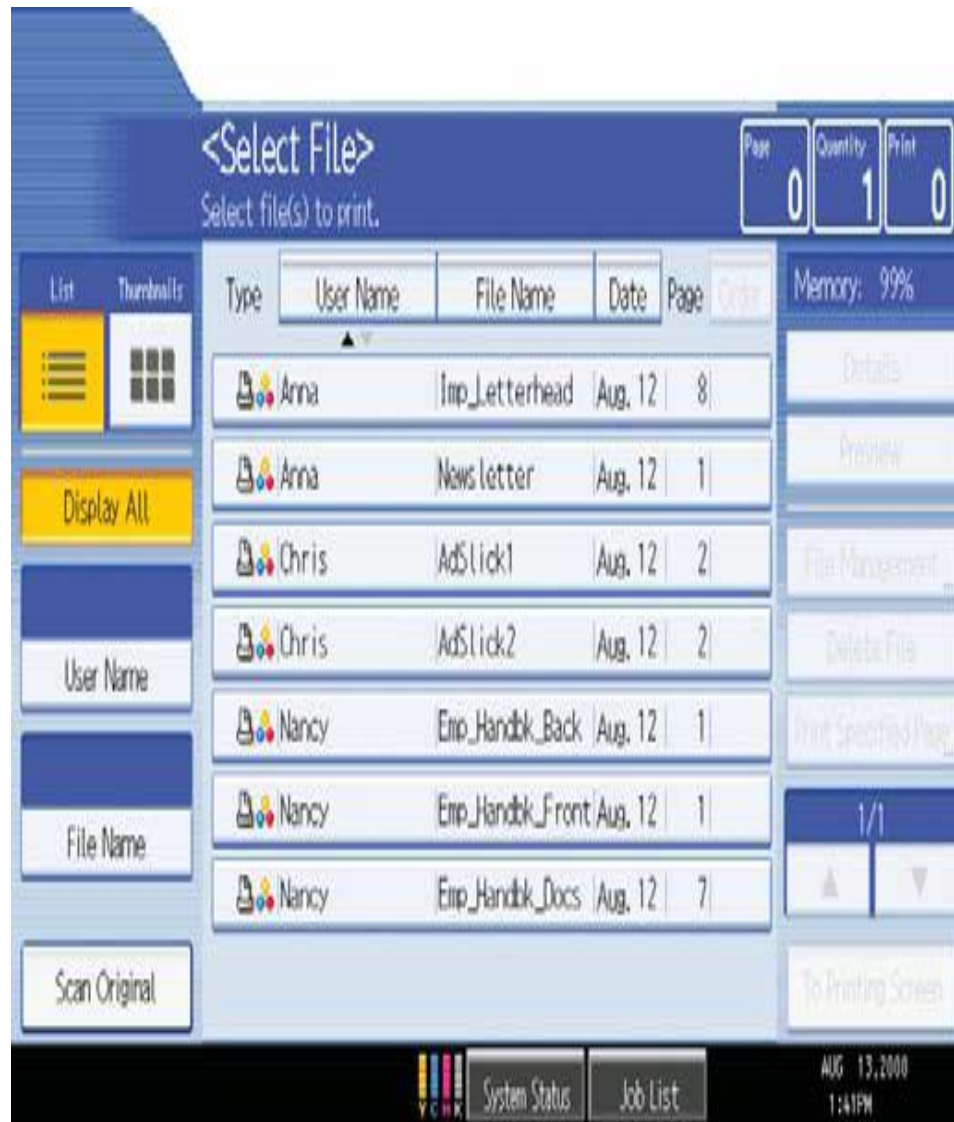 <Select File>
Select file(s) to print.
Page 0
Quantity 1
Print 0
List Thumbnails
Display All
User Name
File Name
Scan Original
Type User Name File Name Date Page Order
Anna Imp_Letterhead Aug. 12 8
Anna Newsletter Aug. 12 1
Chris AdSlick1 Aug. 12 2
Chris AdSlick2 Aug. 12 2
Nancy Emp_Handbk_Back Aug. 12 1
Nancy Emp_Handbk_Front Aug. 12 1
Nancy Emp_Handbk_Docs Aug. 12 7
Memory: 99%
Details
Preview
File Management
Delete File
Print Specified Page
1/1
To Printing Screen
Y C M K
System Status
Job List
AUG 13,2008
1:41PM